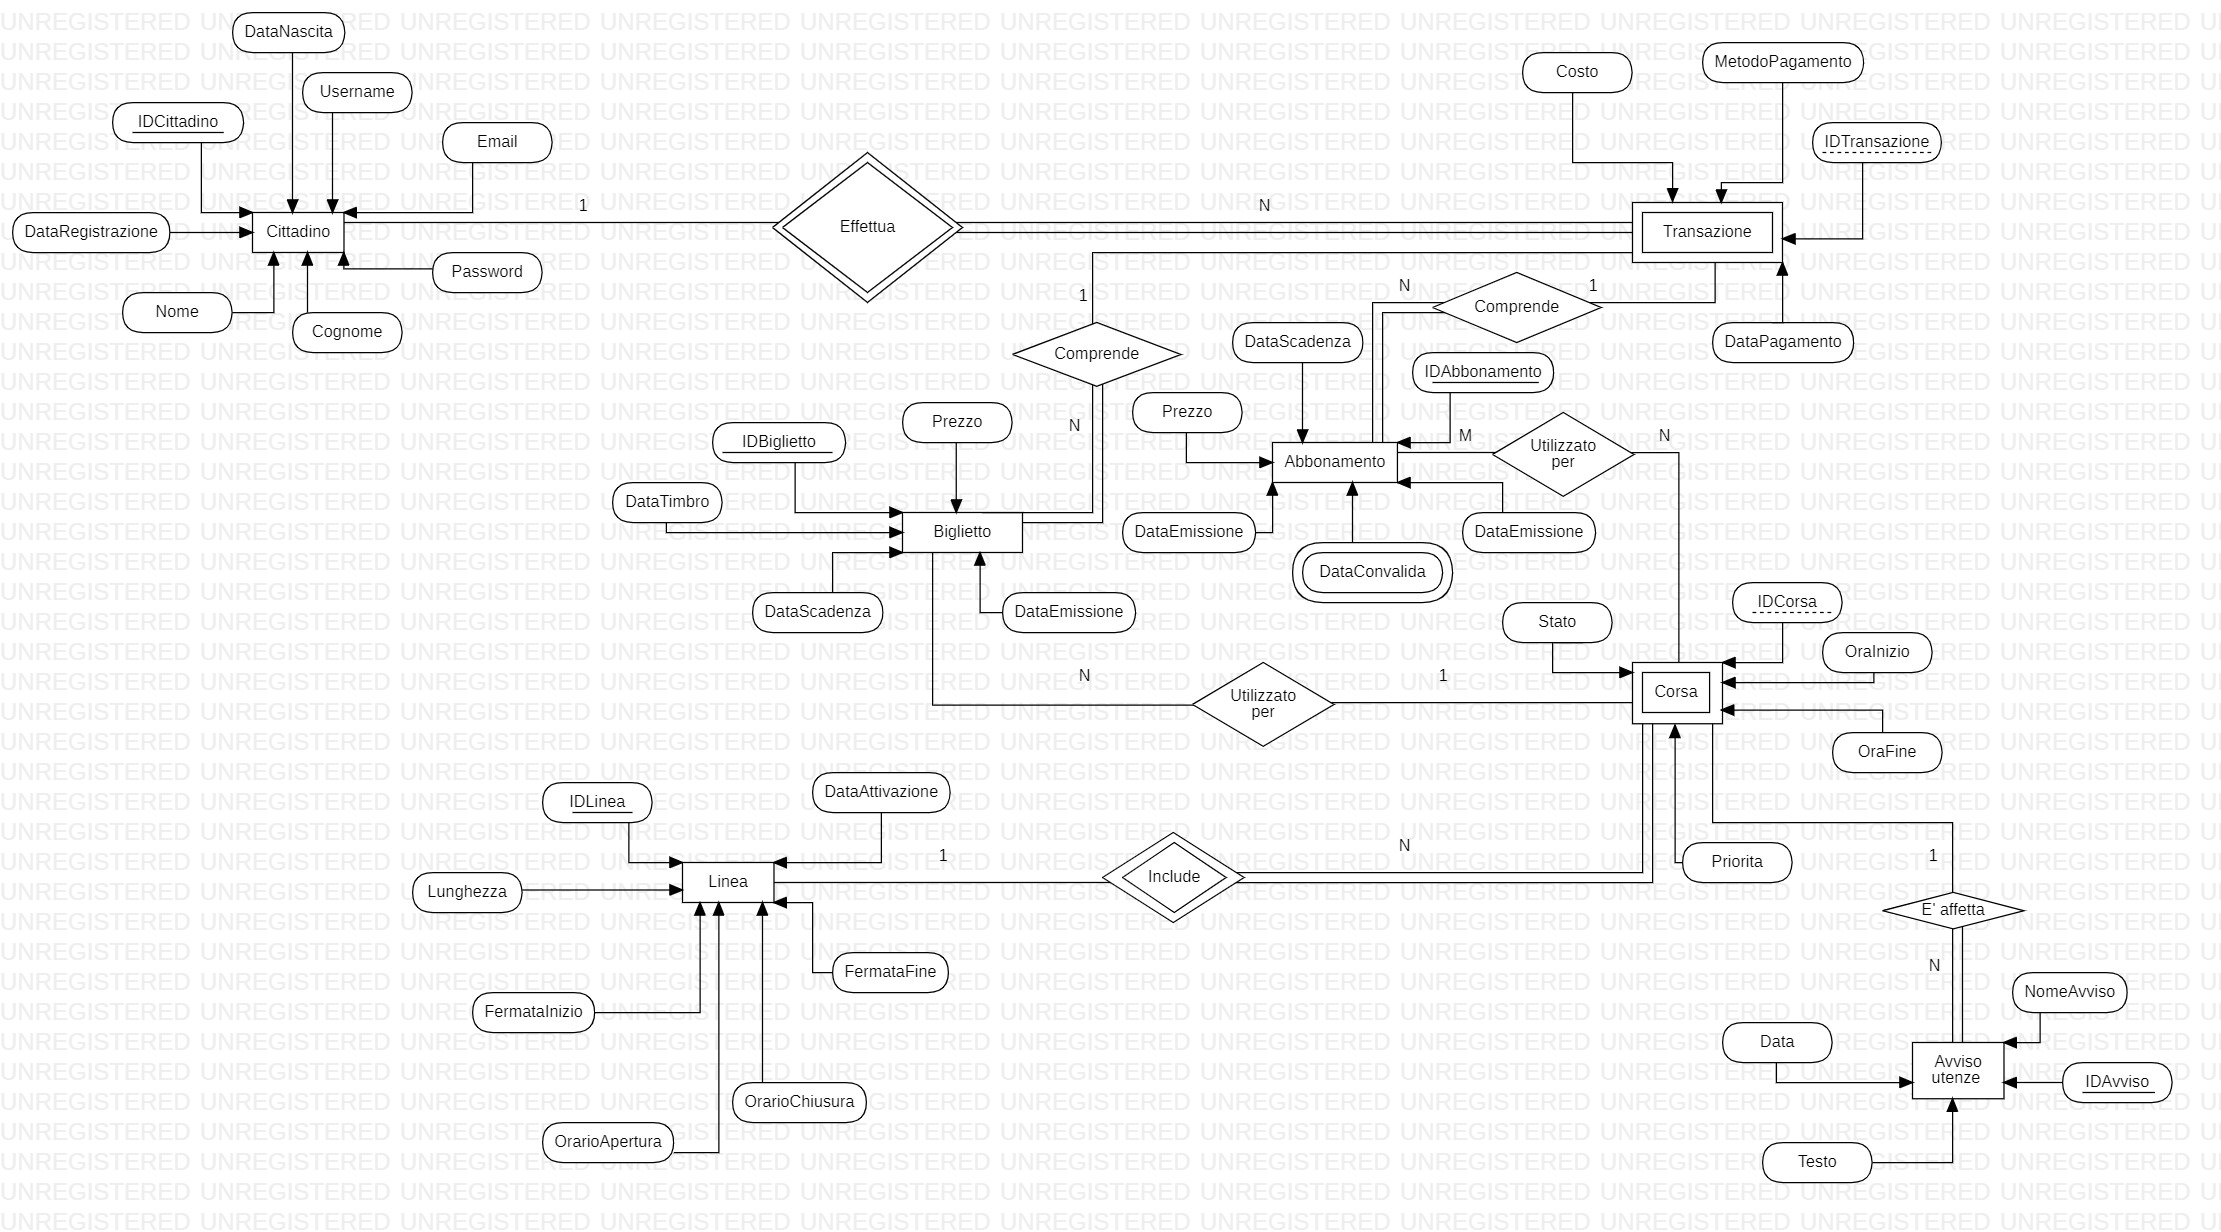 DataNascita
Username
IDCittadino
Email
DataRegistrazione
Cittadino
Nome
Cognome
Password
1
Effettua
N
Costo
MetodoPagamento
IDTransazione
Transazione
DataPagamento
1
Comprende
N
N
Comprende
1
DataScadenza
IDAbbonamento
Prezzo
Abbonamento
M
Utilizzato
per
N
DataEmissione
DataConvalida
DataEmissione
IDBiglietto
Prezzo
DataTimbro
Biglietto
DataScadenza
DataEmissione
N
Utilizzato
per
1
Stato
IDCorsa
OraInizio
Corsa
OraFine
Priorita
IDLinea
DataAttivazione
Lunghezza
Linea
1
Include
N
FermataFine
FermataInizio
OrarioChiusura
OrarioApertura
1
E' affetta
N
NomeAvviso
Data
Avviso
utenze
IDAvviso
Testo
UNREGISTERED